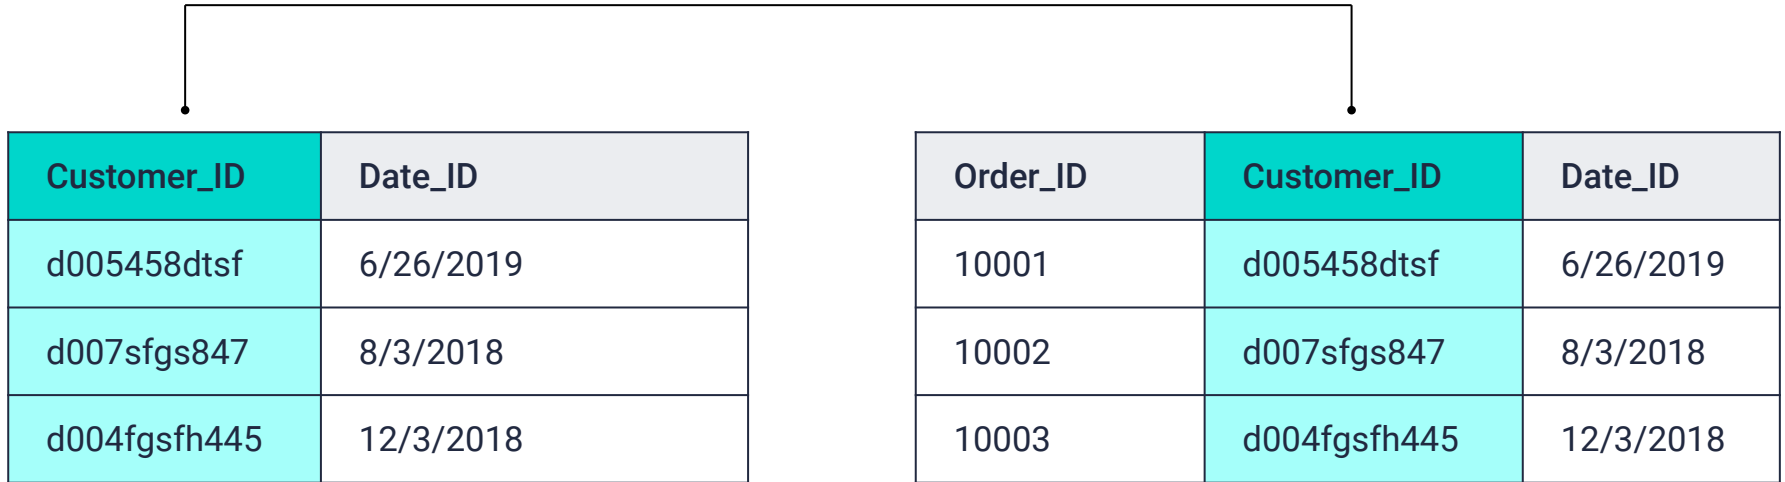 Customer_ID Date_ID
d005458dtsf 6/26/2019
d007sfgs847 8/3/2018
d004fgsfh445 12/3/2018
Order_ID Customer_ID Date_ID
10001 d005458dtsf 6/26/2019
10002 d007sfgs847 8/3/2018
10003 d004fgsfh445 12/3/2018